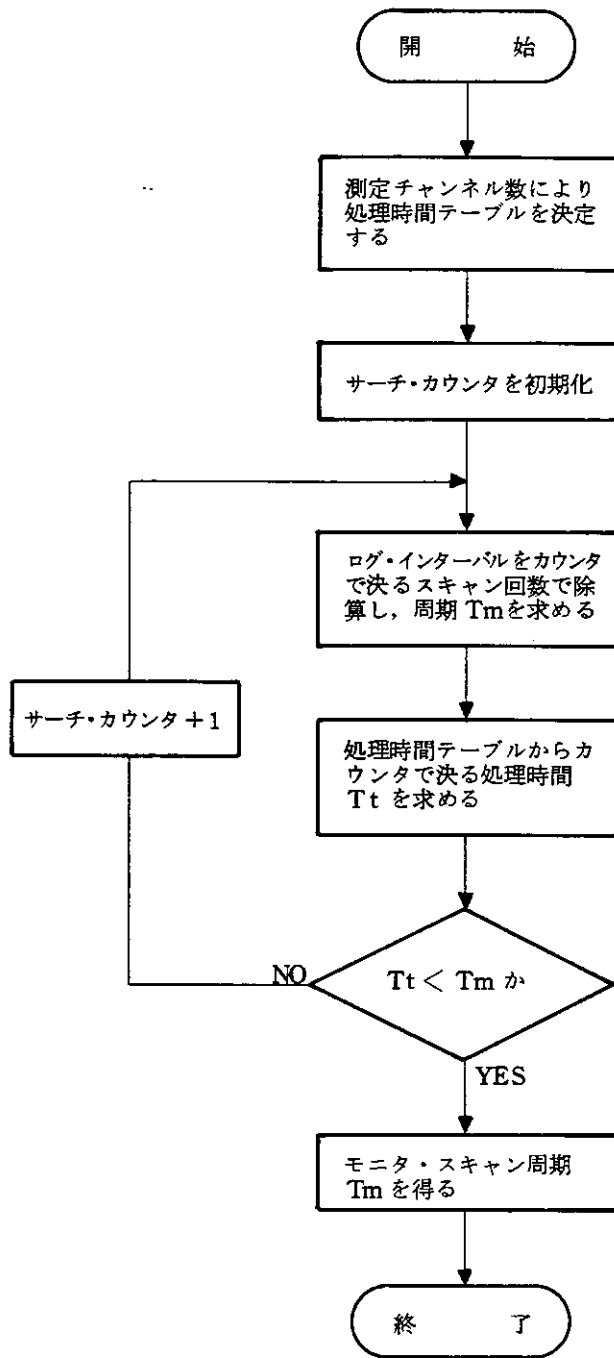 開 始
測定チャンネル数により
処理時間テーブルを決定
する
サーチ・カウンタを初期化
ログ・インターバルをカウンタ
で決るスキャン回数で除
算し，周期 Tmを求める
サーチ・カウンタ＋1
処理時間テーブルからカ
ウンタで決る処理時間
Tt を求める
NO
Tt < Tm か
YES
モニタ・スキャン周期
Tm を得る
終 了